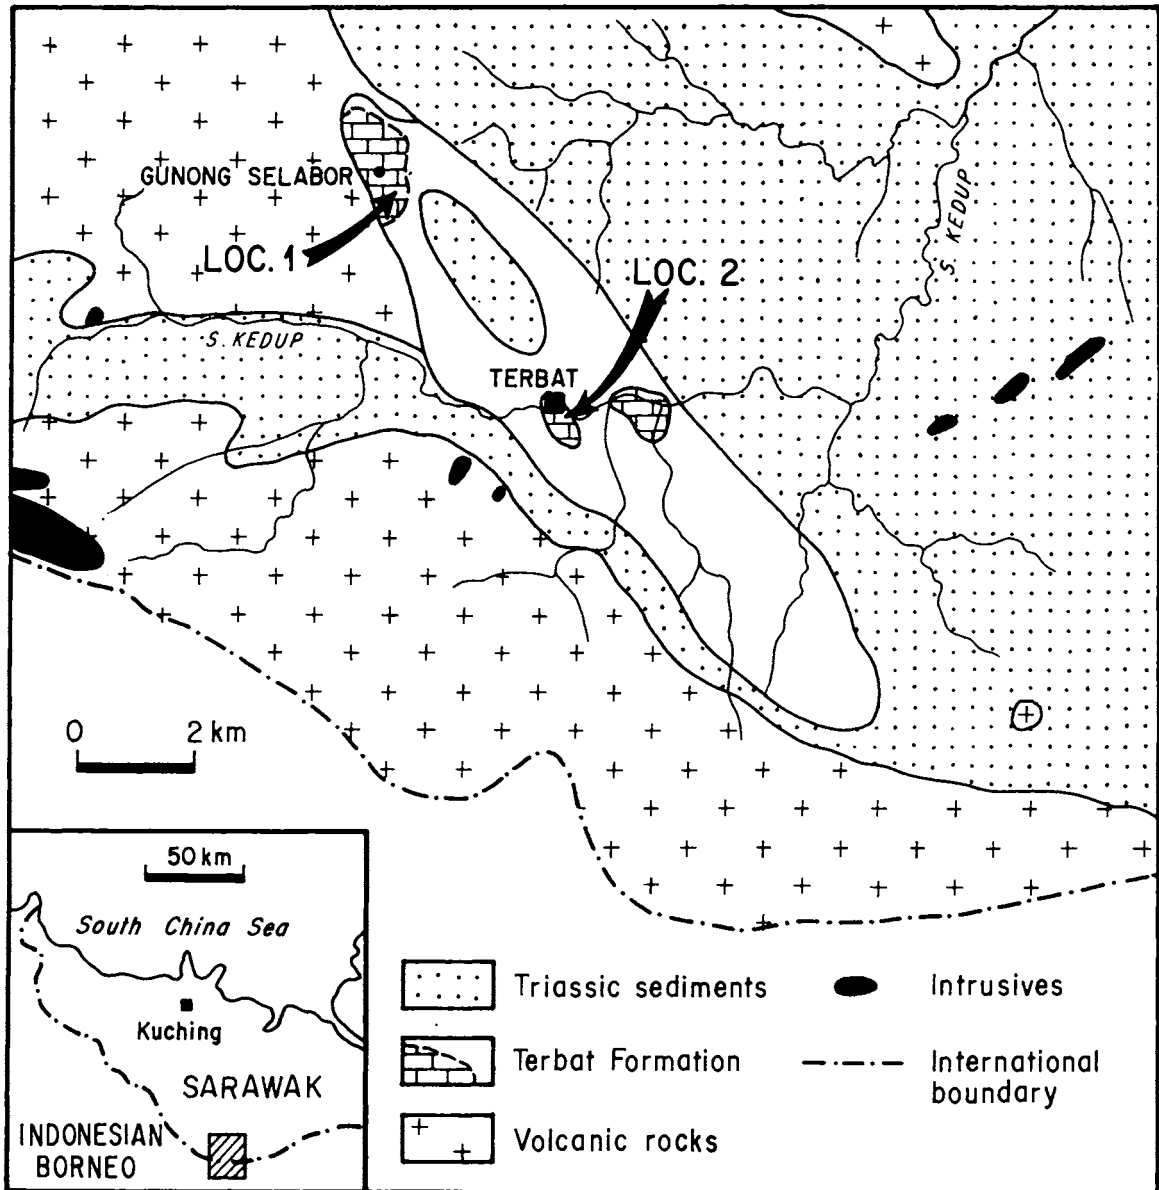 GUNONG SELABOR
LOC. 1
LOC. 2
S. KEDUP
S. KEDUP
TERBAT
0 2 km
50 km
South China Sea
Kuching
SARAWAK
INDONESIAN
BORNEO
Triassic sediments
Terbat Formation
Volcanic rocks
Intrusives
International
boundary